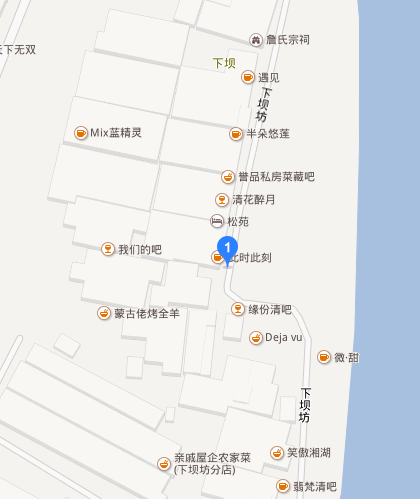 詹氏宗祠
天下无双
下坝
遇见
下坝坊
Mix蓝精灵
半朵悠莲
誉品私房菜藏吧
清花醉月
松苑
1
我们的吧
此时此刻
蒙古佬烤全羊
缘份清吧
Deja vu
微·甜
下坝坊
亲戚屋企农家菜
(下坝坊分店)
笑傲湘湖
翡梵清吧